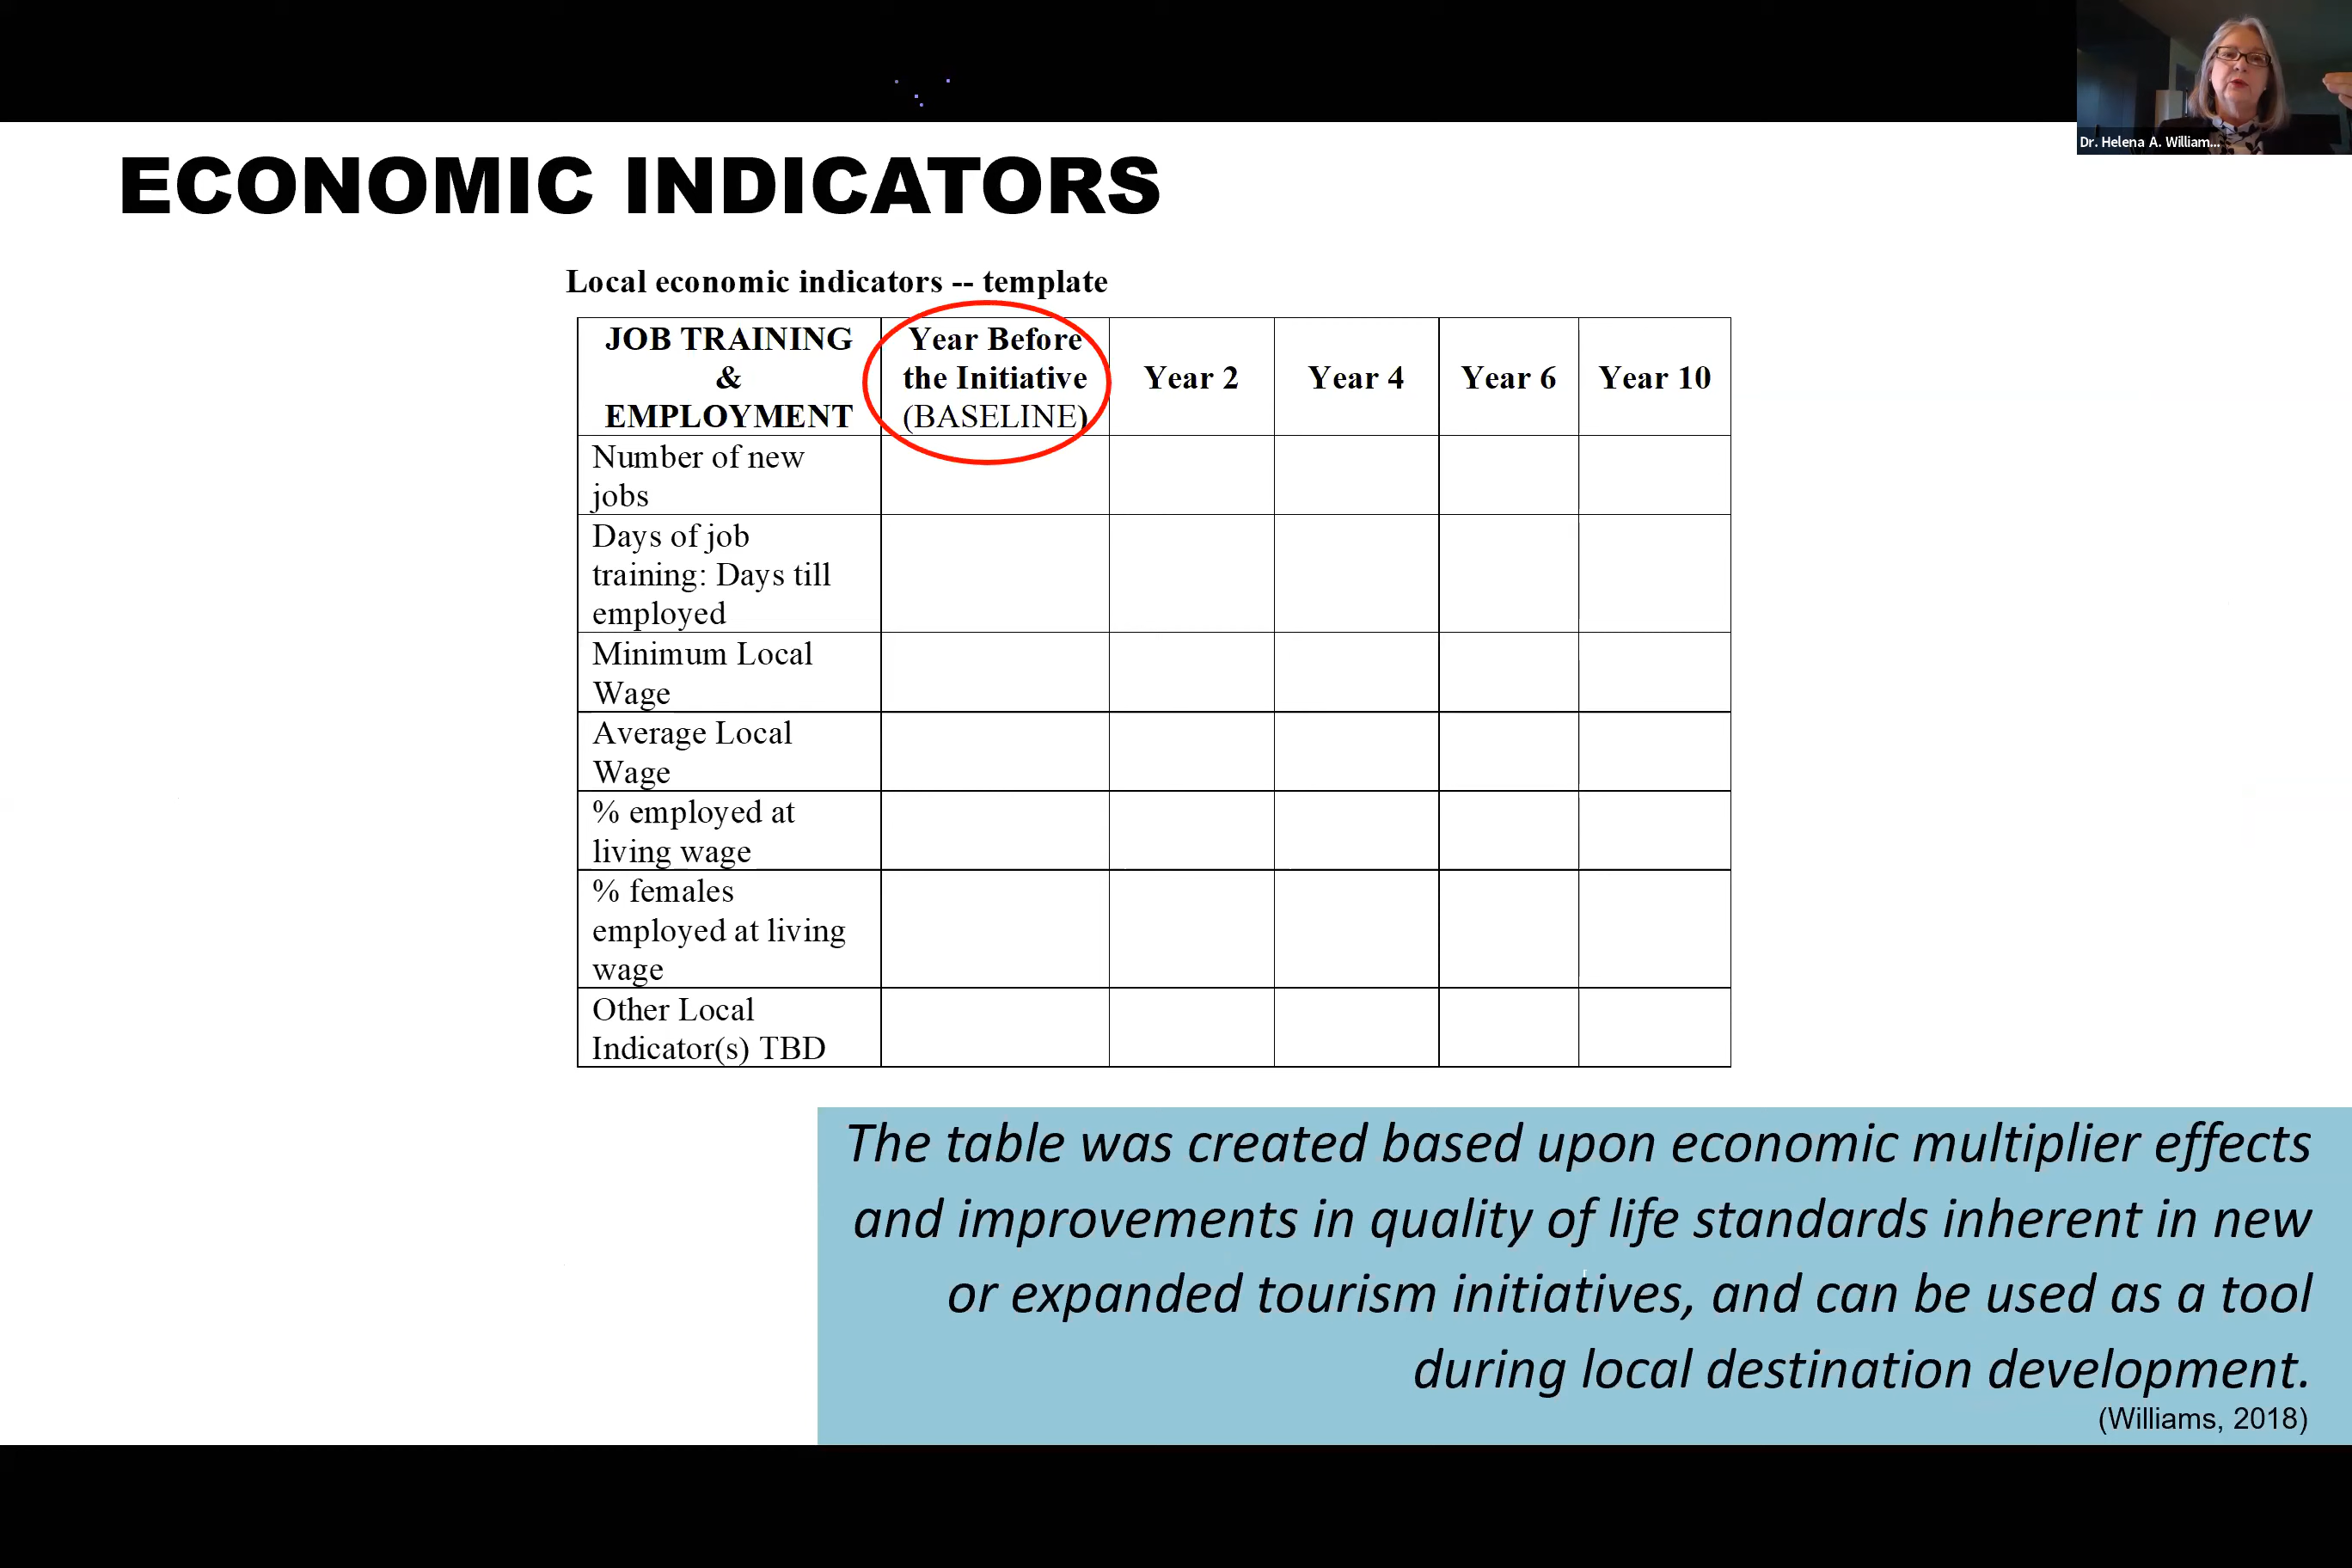 Dr. Helena A. William...
ECONOMIC INDICATORS
Local economic indicators -- template
JOB TRAINING
&
EMPLOYMENT
Year Before
the Initiative
(BASELINE)
Year 2
Year 4
Year 6
Year 10
Number of new
jobs
Days of job
training: Days till
employed
Minimum Local
Wage
Average Local
Wage
% employed at
living wage
% females
employed at living
wage
Other Local
Indicator(s) TBD
The table was created based upon economic multiplier effects
and improvements in quality of life standards inherent in new
or expanded tourism initiatives, and can be used as a tool
during local destination development.
(Williams, 2018)